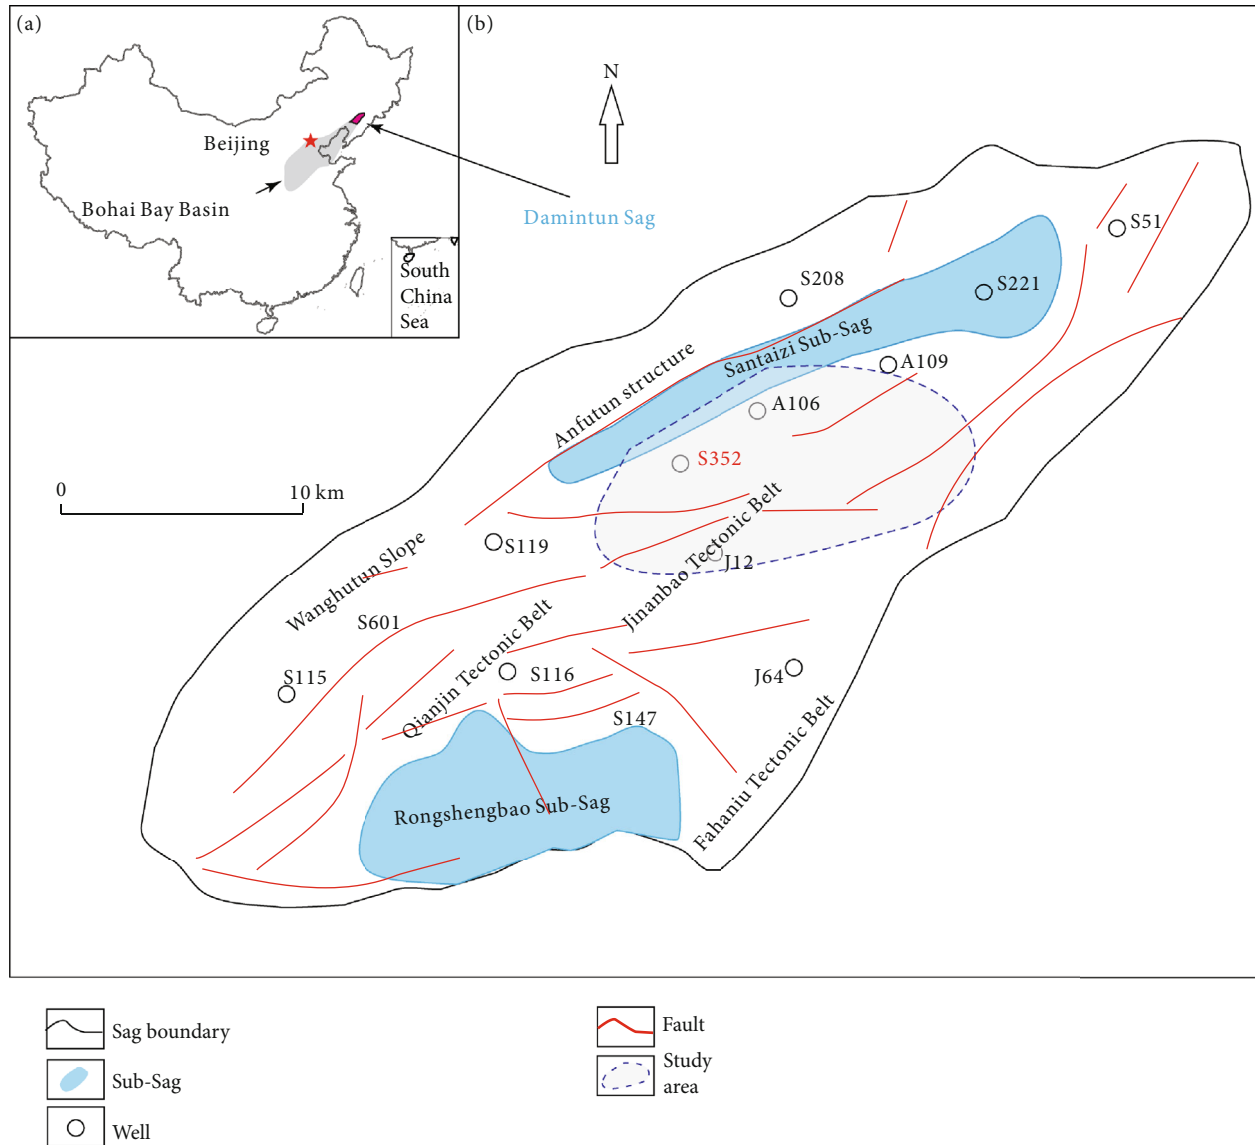 (a)
Beijing
Bohai Bay Basin
South
China
Sea
(b)
N
Damintun Sag
S51
S208
S221
Santaizi Sub-Sag
A109
Anfutun structure
A106
S352
0
10 km
S119
Jinanbao Tectonic Belt
J12
Wanghutun Slope
S601
Qianjin Tectonic Belt
S115
S116
J64
S147
Fahaniu Tectonic Belt
Rongshengbao Sub-Sag
Sag boundary
Sub-Sag
Well
Fault
Study
area